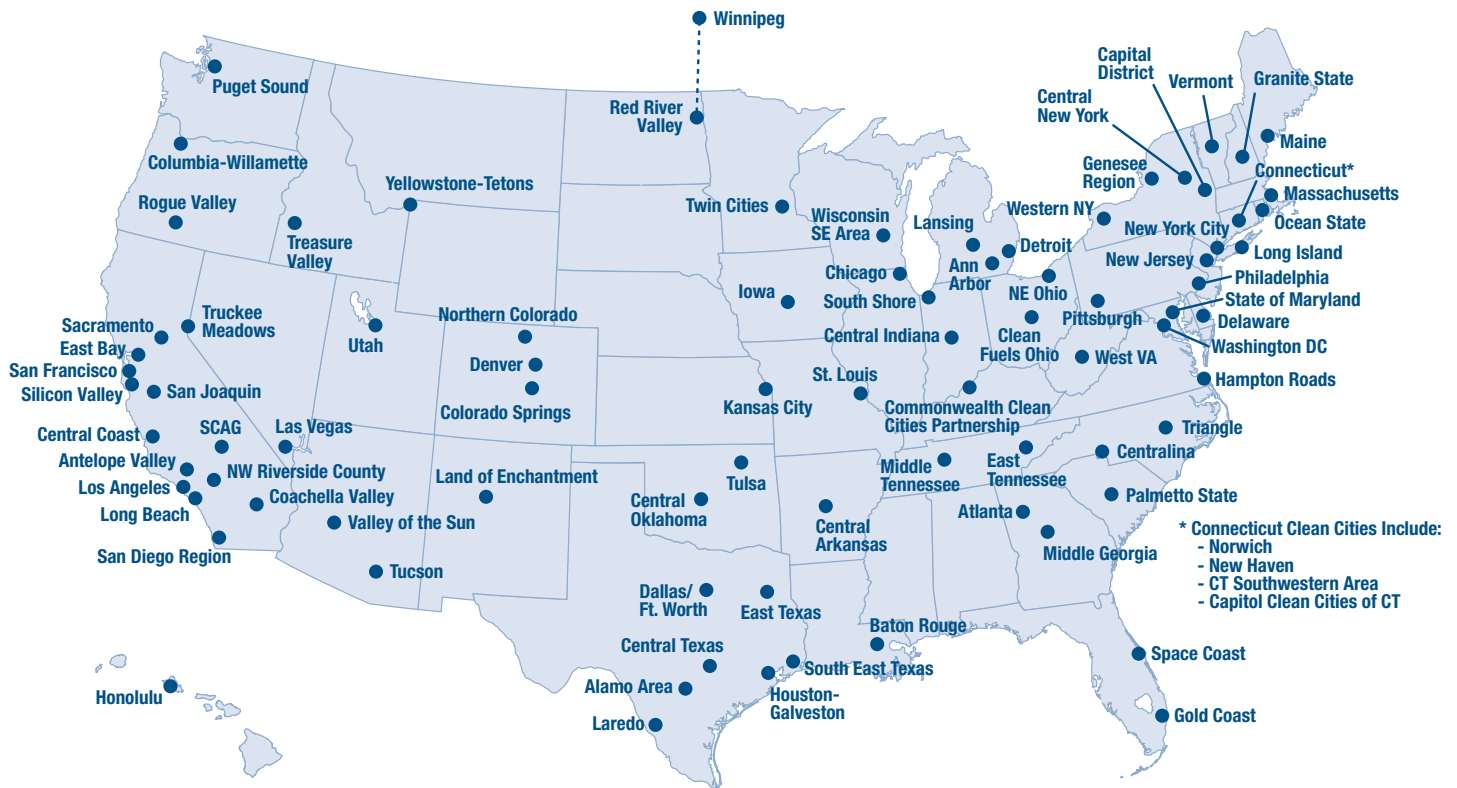 Winnipeg
Puget Sound
Red River
Valley
Columbia-Willamette
Rogue Valley
Treasure
Valley
Yellowstone-Tetons
Twin Cities
Wisconsin
SE Area
Lansing
Ann
Arbor
Detroit
Western NY
Genesee
Region
Central
New York
Capital
District
Vermont
Granite State
Maine
Connecticut*
Massachusetts
Ocean State
New York City
Long Island
New Jersey
Philadelphia
State of Maryland
Delaware
Washington DC
Pittsburgh
NE Ohio
Clean
Fuels Ohio
West VA
Hampton Roads
Chicago
South Shore
Central Indiana
Iowa
Northern Colorado
Denver
Colorado Springs
Utah
Truckee
Meadows
Sacramento
East Bay
San Francisco
Silicon Valley
San Joaquin
Central Coast
SCAG
Las Vegas
Antelope Valley
NW Riverside County
Los Angeles
Coachella Valley
Long Beach
San Diego Region
Valley of the Sun
Tucson
Land of Enchantment
Kansas City
St. Louis
Commonwealth Clean
Cities Partnership
Triangle
Centralina
Middle
Tennessee
East
Tennessee
Palmetto State
Tulsa
Central
Oklahoma
Central
Arkansas
Atlanta
Middle Georgia
* Connecticut Clean Cities Include:
- Norwich
- New Haven
- CT Southwestern Area
- Capitol Clean Cities of CT
Dallas/
Ft. Worth
East Texas
Baton Rouge
Central Texas
South East Texas
Alamo Area
Houston-
Galveston
Laredo
Space Coast
Gold Coast
Honolulu